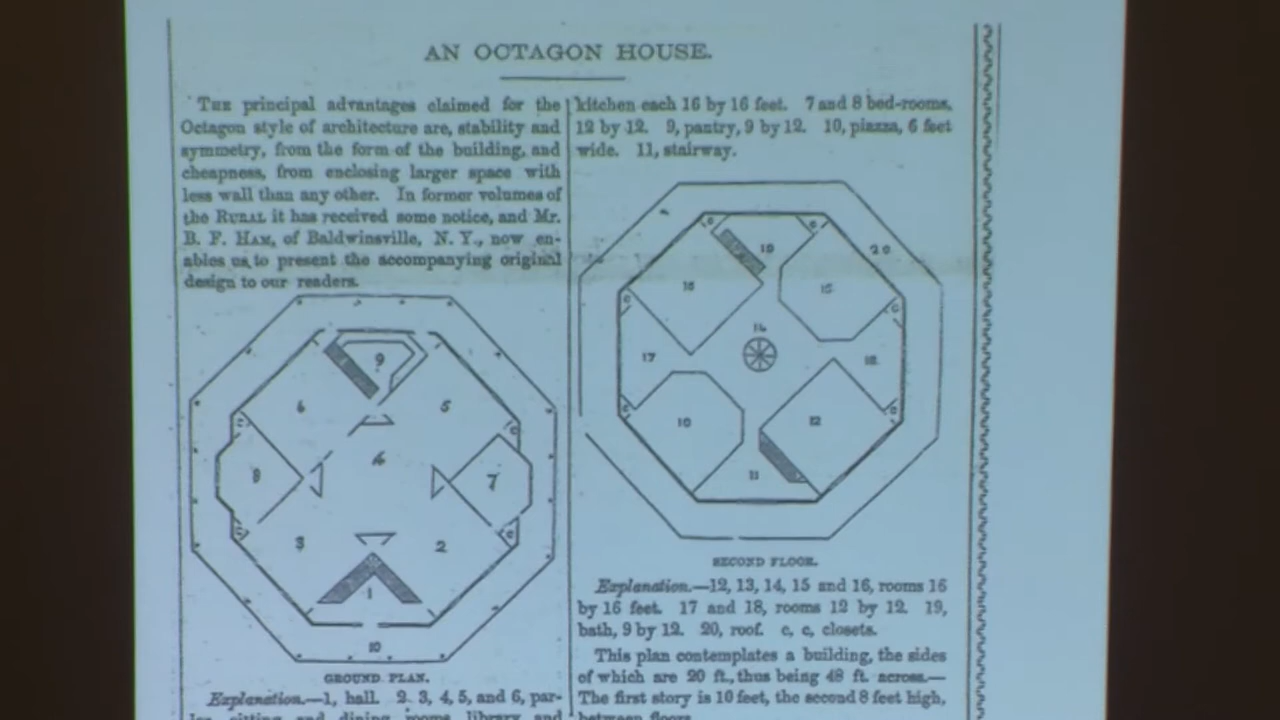 AN OCTAGON HOUSE.
THE principal advantages claimed for the
Octagon style of architecture are, stability and
symmetry, from the form of the building, and
cheapness, from enclosing larger space with
less wall than any other. In former volumes of
the RURAL it has received some notice, and Mr.
B. F. HAM, of Baldwinsville, N. Y., now en-
ables us to present the accompanying original
design to our readers.
9
6
5
4
8
7
3
2
1
10
GROUND PLAN.
Explanation.—1, hall. 2. 3, 4, 5, and 6, par-
lor, sitting and dining rooms, library and
kitchen each 16 by 16 feet. 7 and 8 bed-rooms,
12 by 12. 9, pantry, 9 by 12. 10, piazza, 6 feet
wide. 11, stairway.
c
c
19
20
16
15
c
c
14
17
18
c
c
10
12
11
SECOND FLOOR.
Explanation.—12, 13, 14, 15 and 16, rooms 16
by 16 feet. 17 and 18, rooms 12 by 12. 19,
bath, 9 by 12. 20, roof. c, c, closets.
This plan contemplates a building, the sides
of which are 20 ft., thus being 48 ft. across.—
The first story is 10 feet, the second 8 feet high,
between floors.